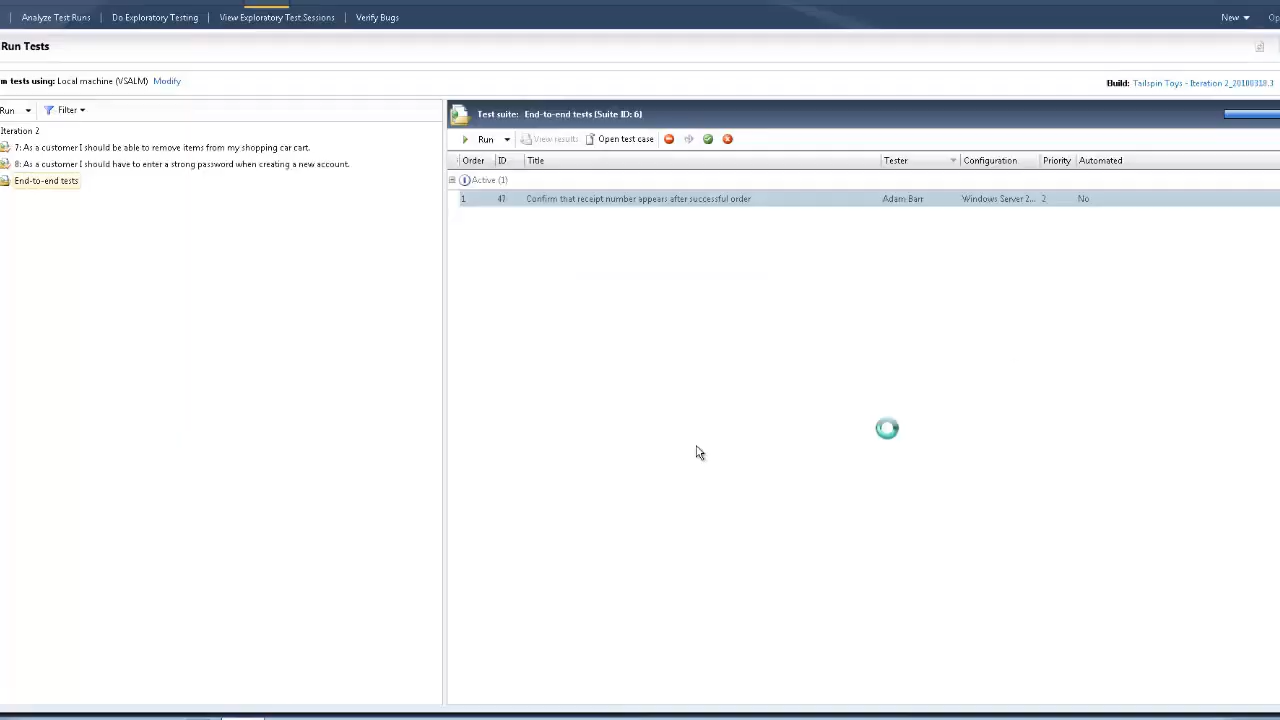 Analyze Test Runs | Do Exploratory Testing | View Exploratory Test Sessions | Verify Bugs New
Run Tests
tests using: Local machine (VSALM) Modify
Build: Tailspin Toys - Iteration 2_20100318.3
Run Filter
Test suite: End-to-end tests (Suite ID: 6)
Iteration 2
Run View results Open test case
7: As a customer I should be able to remove items from my shopping car cart.
Order ID Title Tester Configuration Priority Automated
8: As a customer I should have to enter a strong password when creating a new account.
End-to-end tests
Active (1)
1 47 Confirm that receipt number appears after successful order Adam Barr Windows Server 2... 2 No